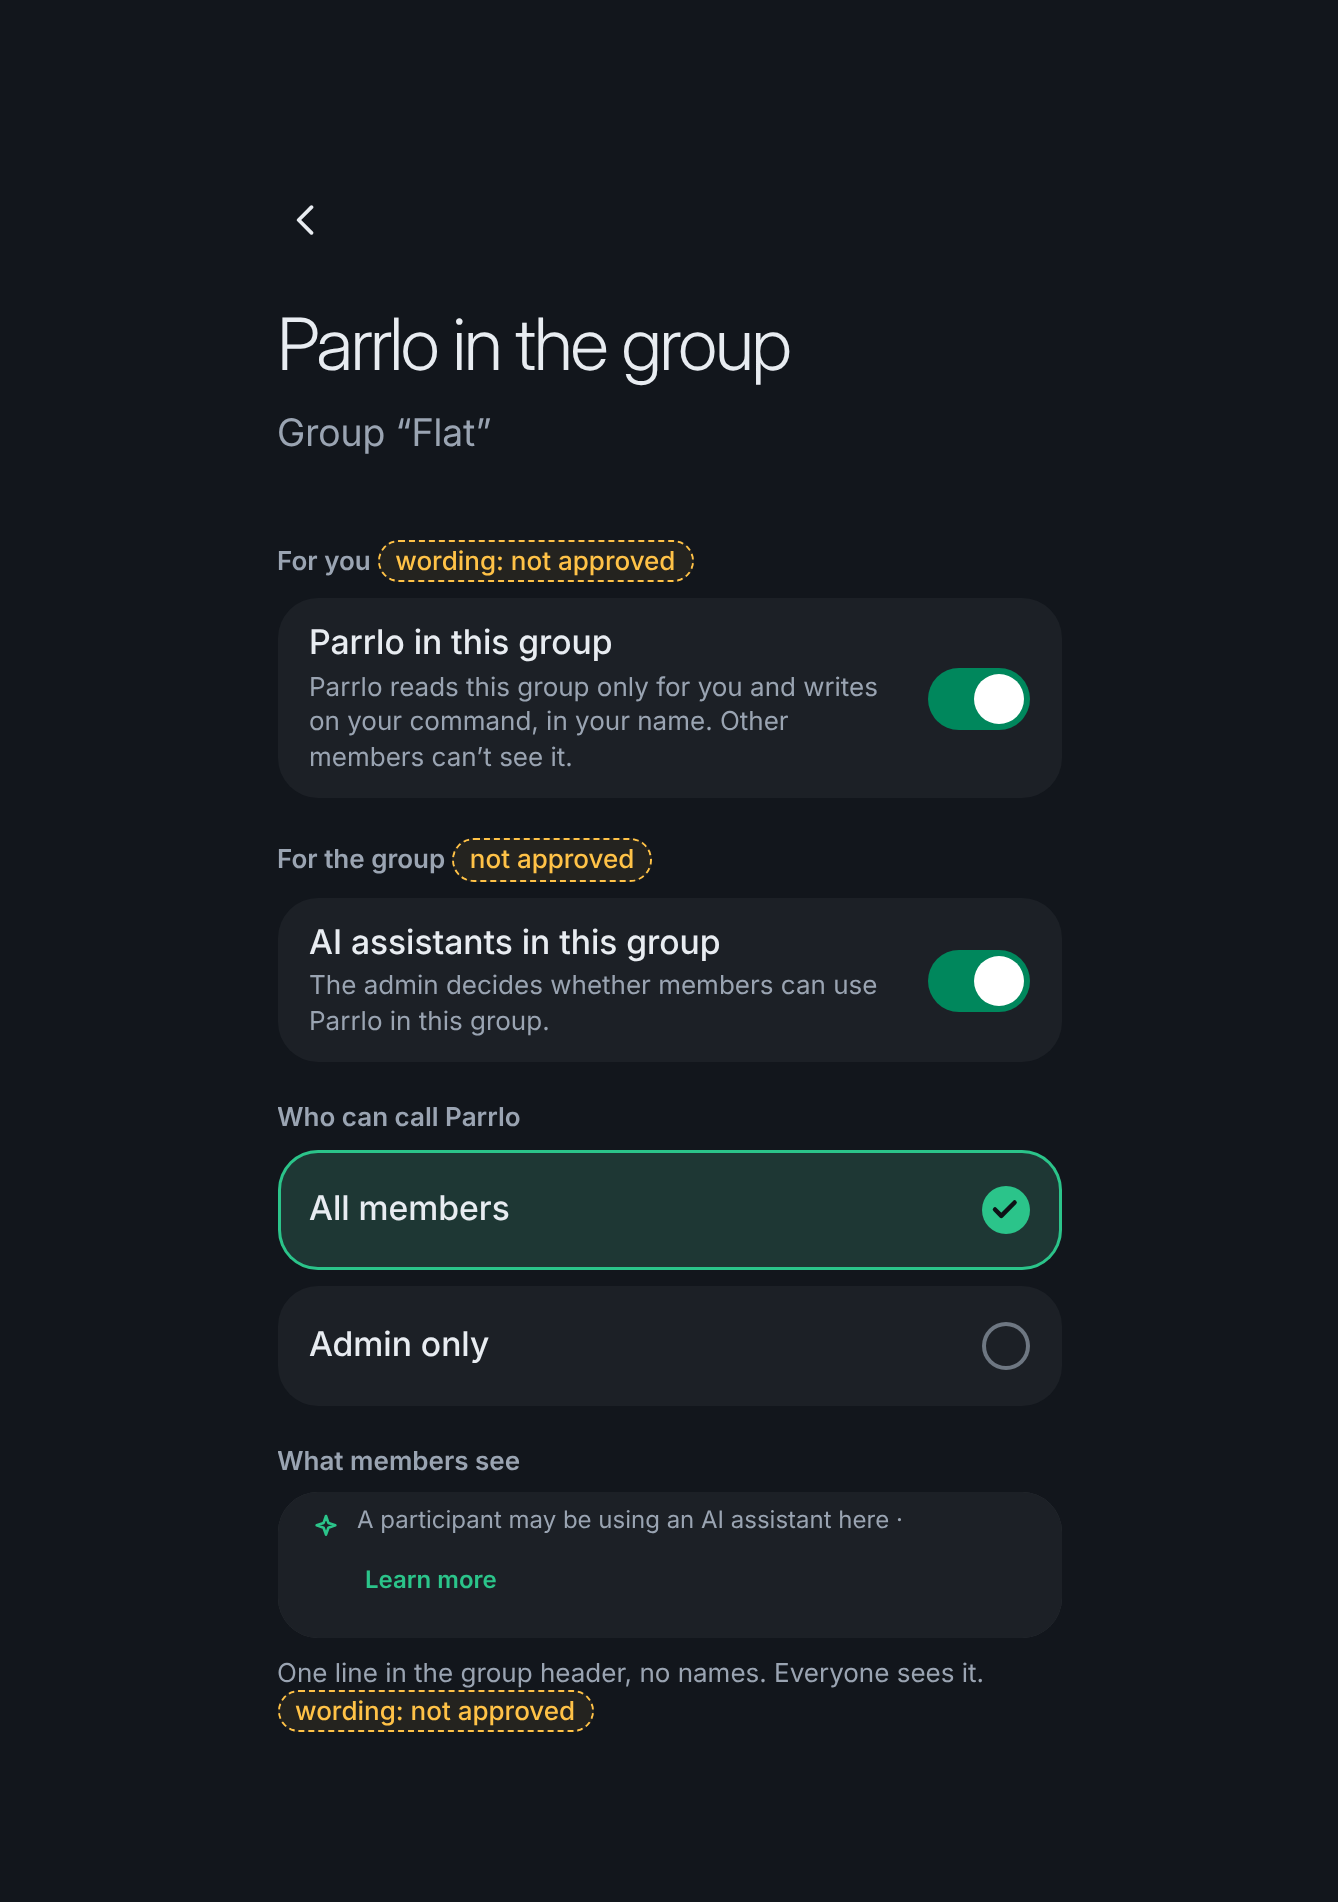 Parrlo in the group
Group “Flat”
For you wording: not approved
Parrlo in this group
Parrlo reads this group only for you and writes
on your command, in your name. Other
members can’t see it.
For the group not approved
AI assistants in this group
The admin decides whether members can use
Parrlo in this group.
Who can call Parrlo
All members
Admin only
What members see
A participant may be using an AI assistant here ·
Learn more
One line in the group header, no names. Everyone sees it.
wording: not approved